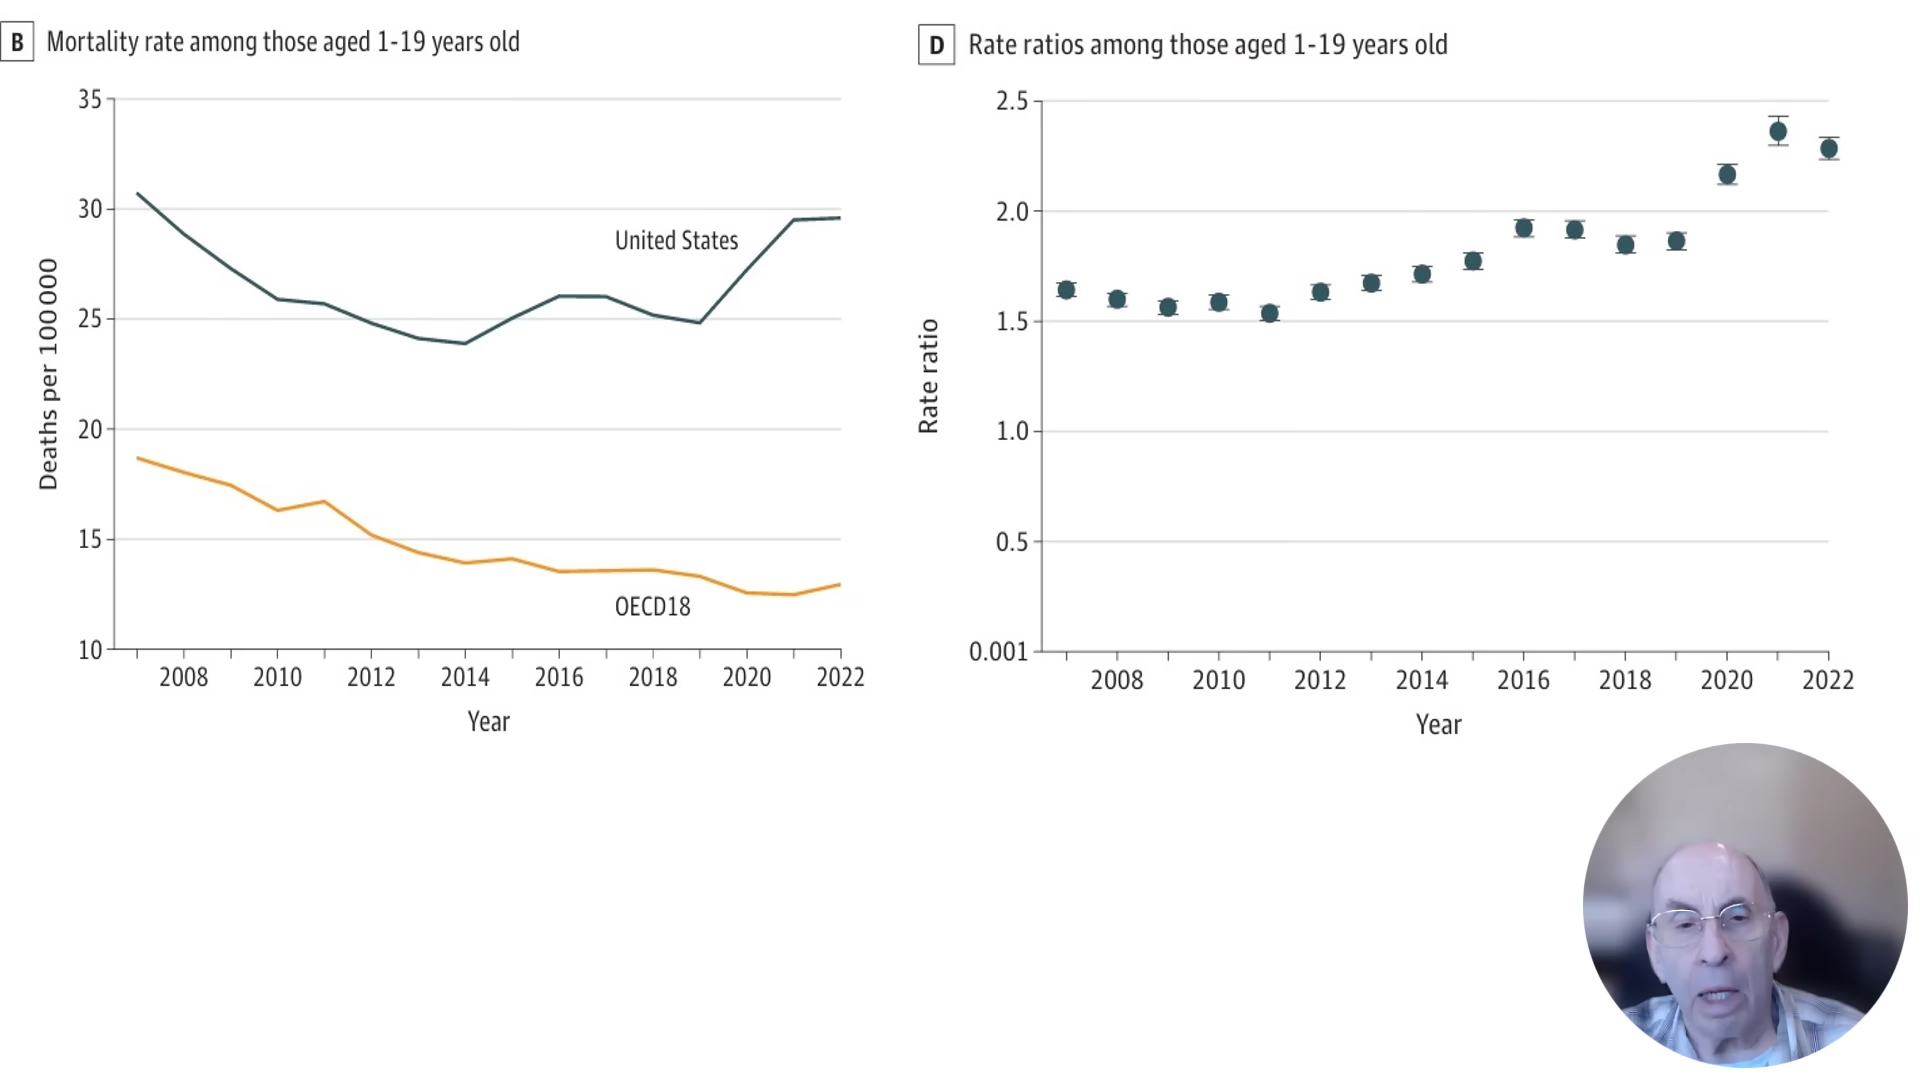 B Mortality rate among those aged 1-19 years old
35
30
25
20
15
10
Deaths per 100 000
United States
OECD18
2008 2010 2012 2014 2016 2018 2020 2022
Year
D Rate ratios among those aged 1-19 years old
2.5
2.0
1.5
1.0
0.5
0.001
Rate ratio
2008 2010 2012 2014 2016 2018 2020 2022
Year